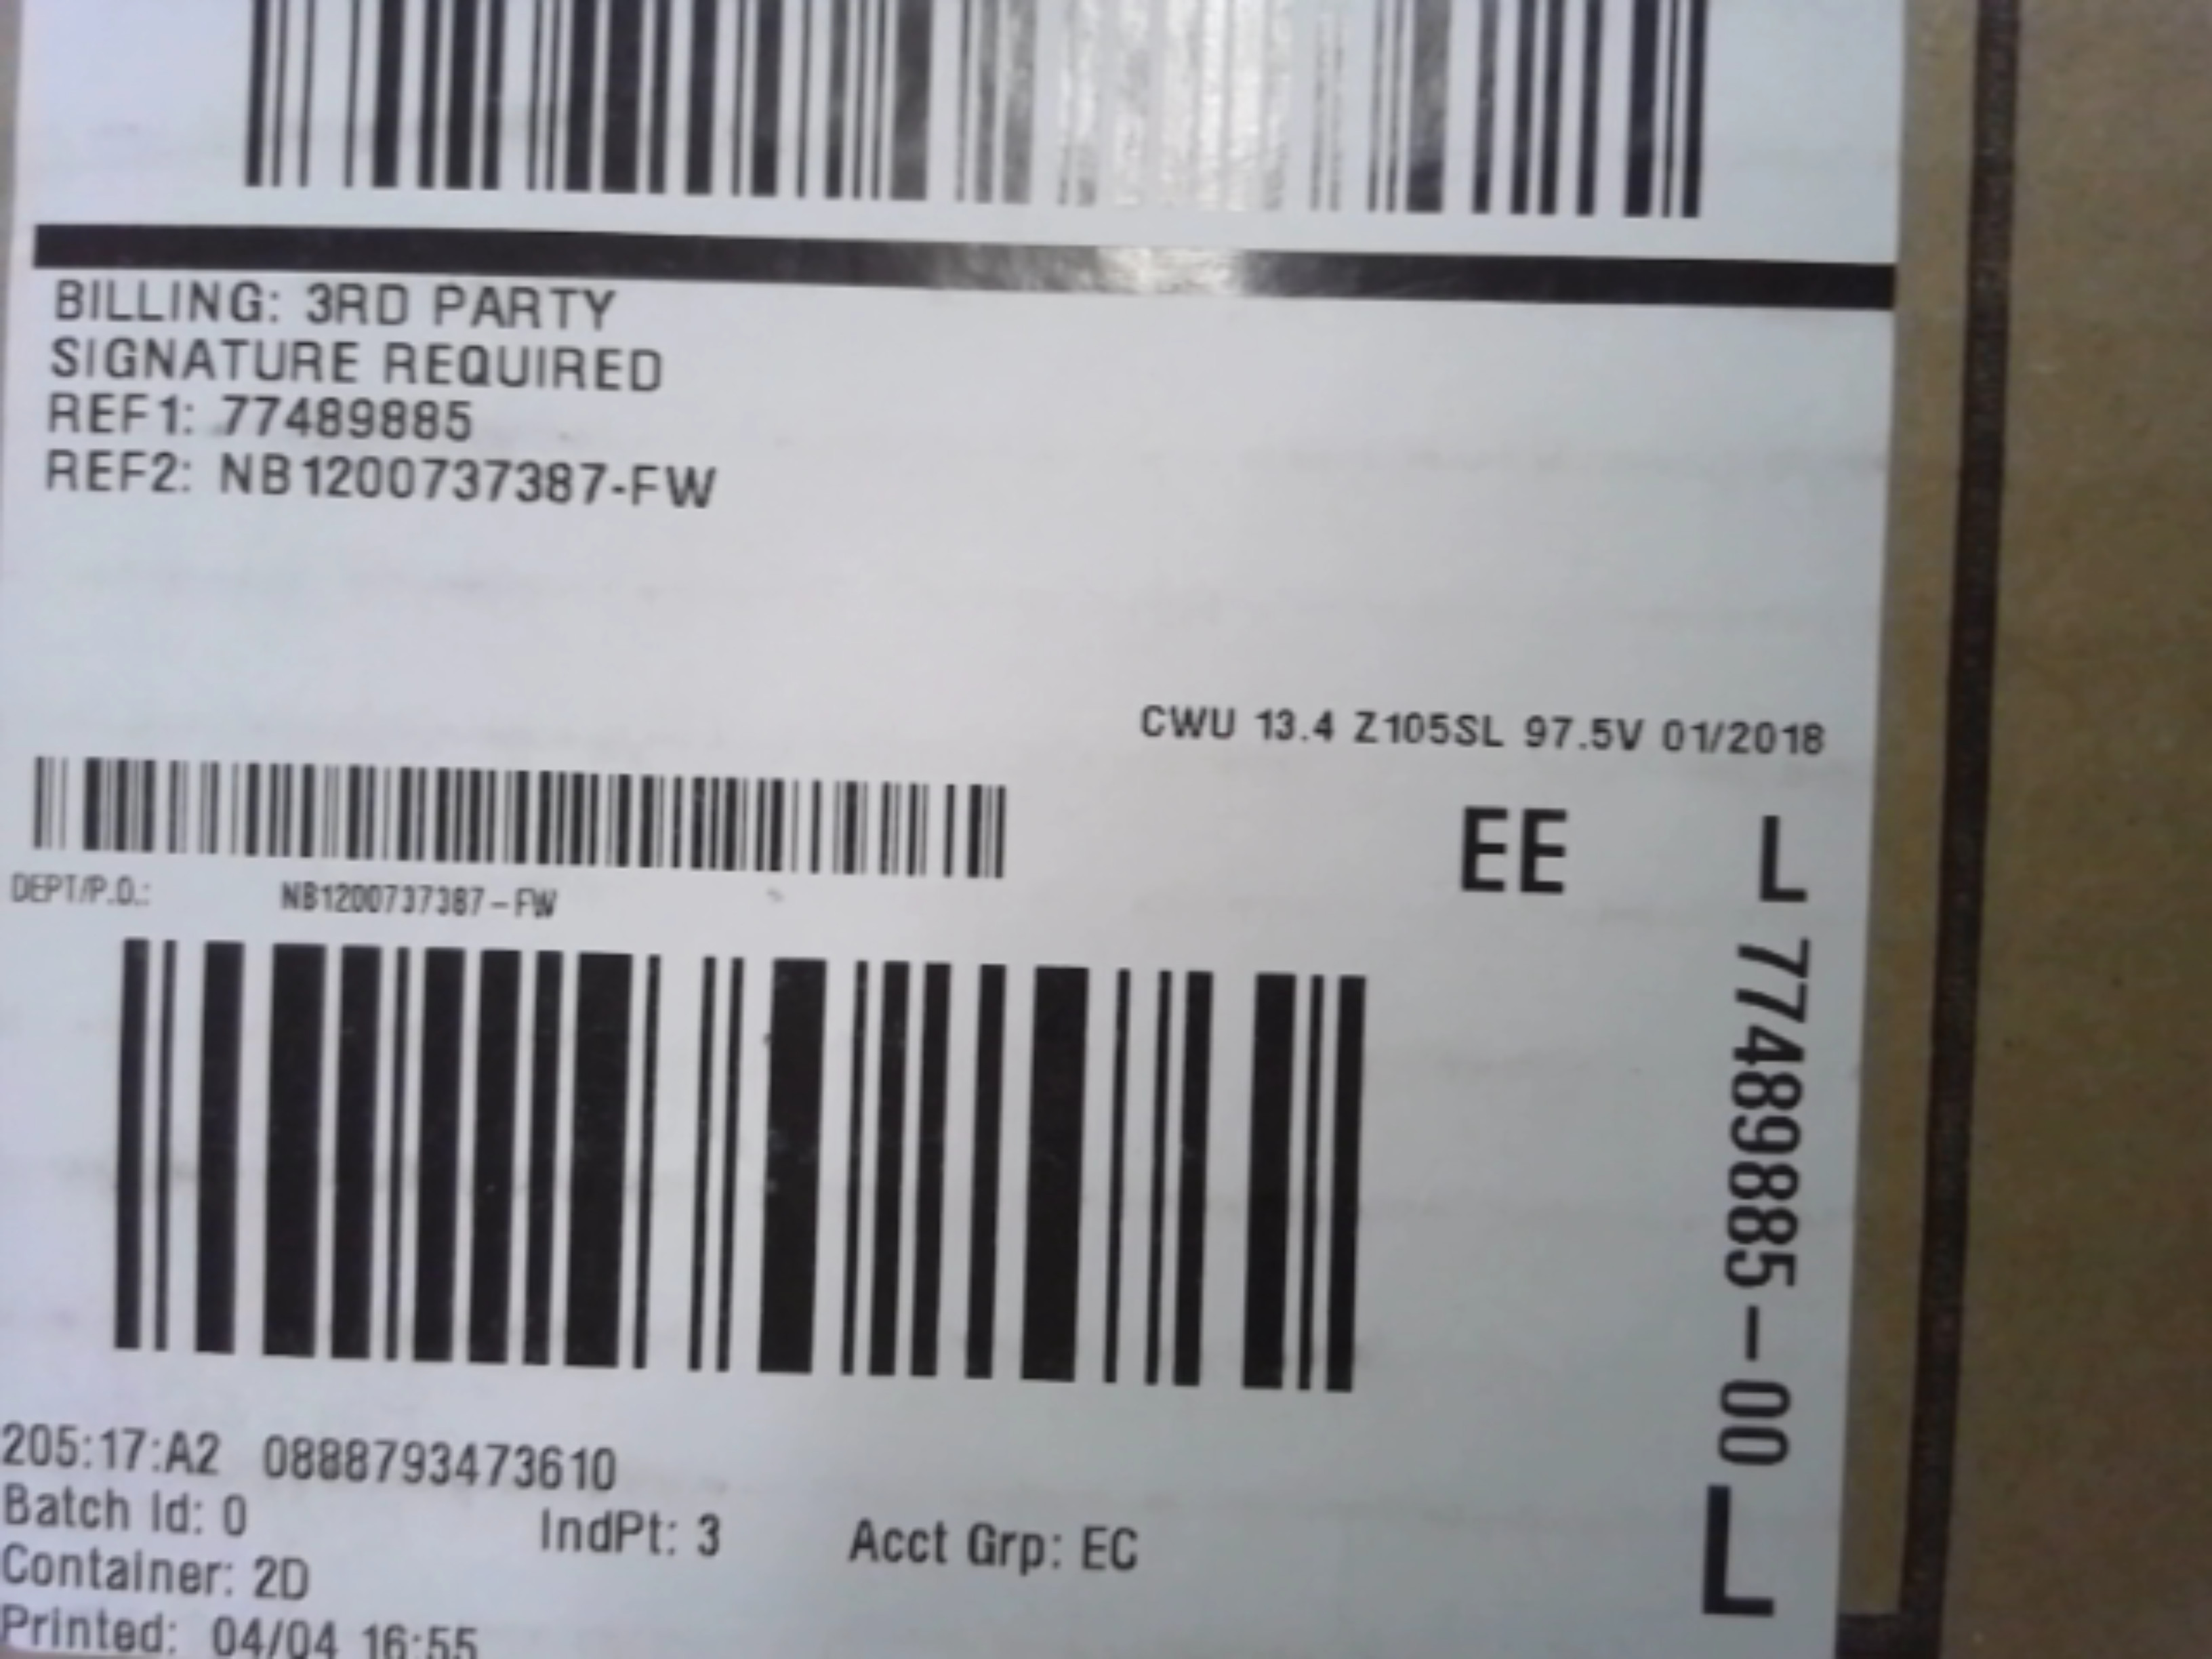 BILLING: 3RD PARTY
SIGNATURE REQUIRED
REF1: 77489885
REF2: NB1200737387-FW
CWU 13.4 Z105SL 97.5V 01/2018
EE L
DEPT/P.O.: NB1200737387-FW
77489885-00
L
205:17:A2 0888793473610
Batch Id: 0 IndPt: 3 Acct Grp: EC
Container: 2D
Printed: 04/04 16:55